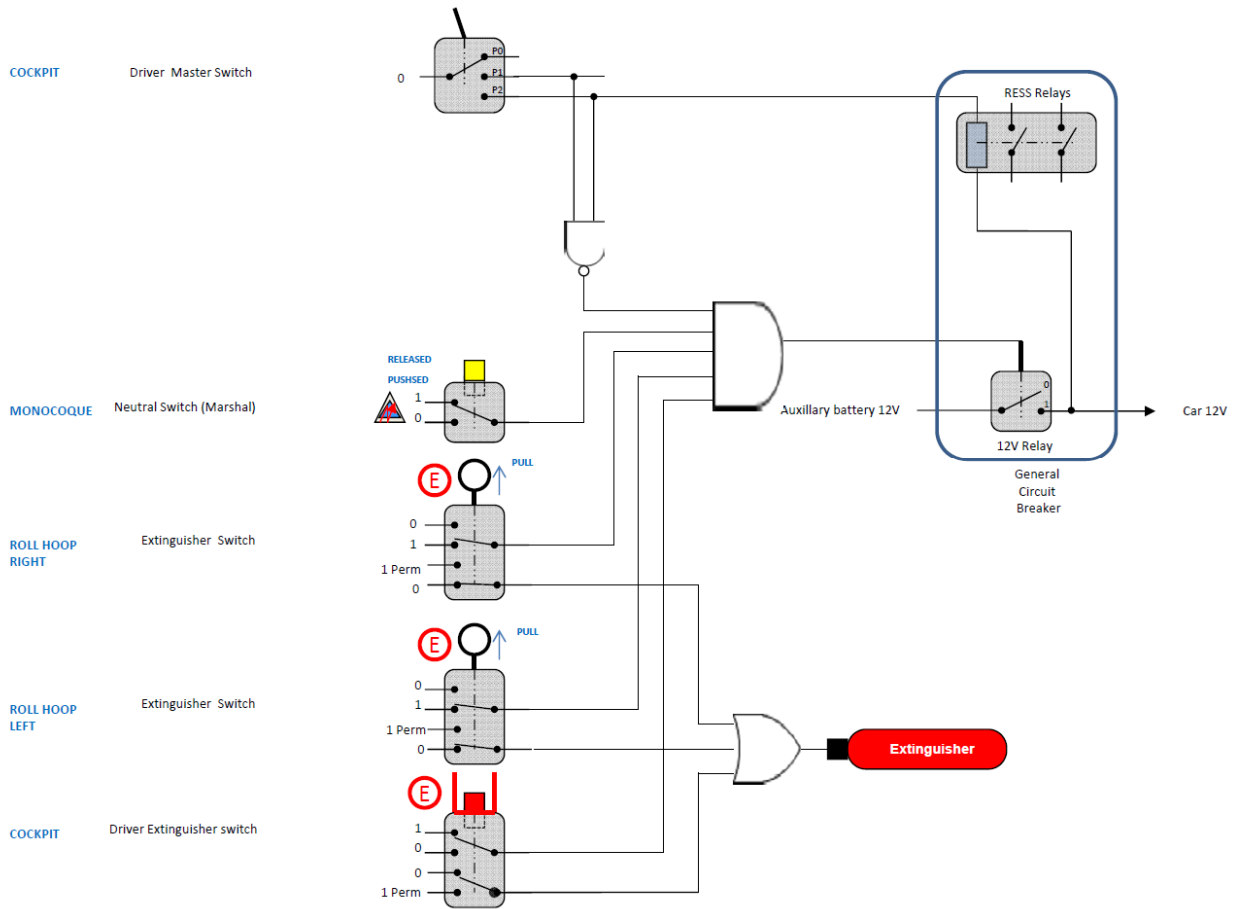 COCKPIT
Driver Master Switch
0
P0
P1
P2
RESS Relays
RELEASED
PUSHSED
MONOCOQUE
Neutral Switch (Marshal)
1
0
Auxillary battery 12V
0
1
Car 12V
12V Relay
General
Circuit
Breaker
E
PULL
ROLL HOOP
RIGHT
Extinguisher Switch
0
1
1 Perm
0
E
PULL
ROLL HOOP
LEFT
Extinguisher Switch
0
1
1 Perm
0
Extinguisher
E
COCKPIT
Driver Extinguisher switch
1
0
0
1 Perm